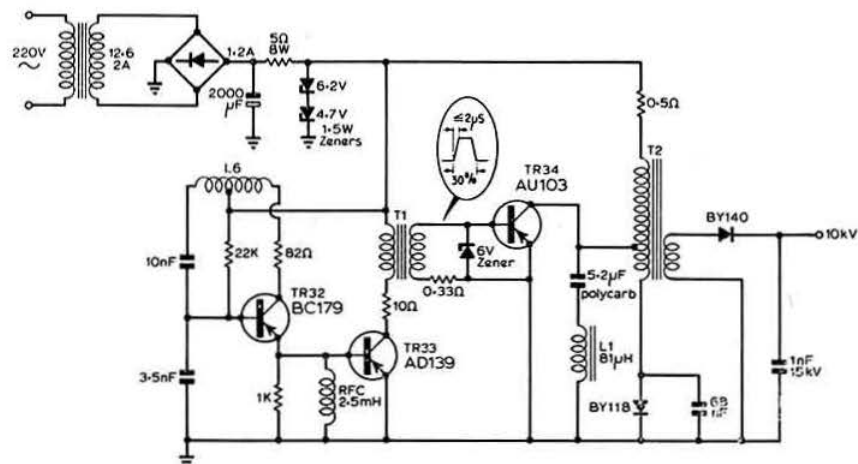 220V
12·6
2A
1·2A
5Ω
8W
2000
µF
6·2V
4·7V
1·5W
Zeners
0·5Ω
T2
≤2µS
30%
TR34
AU103
BY140
10kV
L6
10nF
22K
82Ω
T1
6V
Zener
0·33Ω
5·2µF
polycarb
TR32
BC179
10Ω
TR33
AD139
L1
81µH
3·5nF
1K
RFC
2·5mH
BY118
68
nF
1nF
15kV